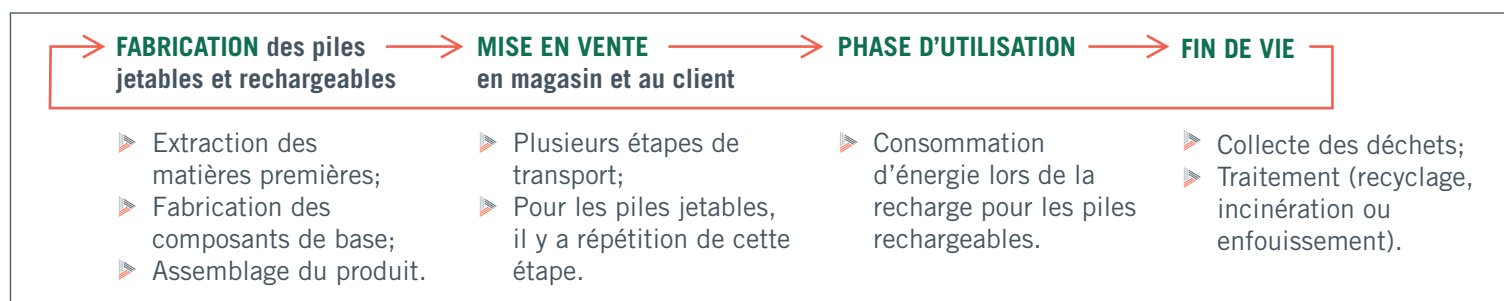 FABRICATION des piles
jetables et rechargeables
MISE EN VENTE
en magasin et au client
PHASE D'UTILISATION
FIN DE VIE
Extraction des
matières premières;
Fabrication des
composants de base;
Assemblage du produit.
Plusieurs étapes de
transport;
Pour les piles jetables,
il y a répétition de cette
étape.
Consommation
d'énergie lors de la
recharge pour les piles
rechargeables.
Collecte des déchets;
Traitement (recyclage,
incinération ou
enfouissement).